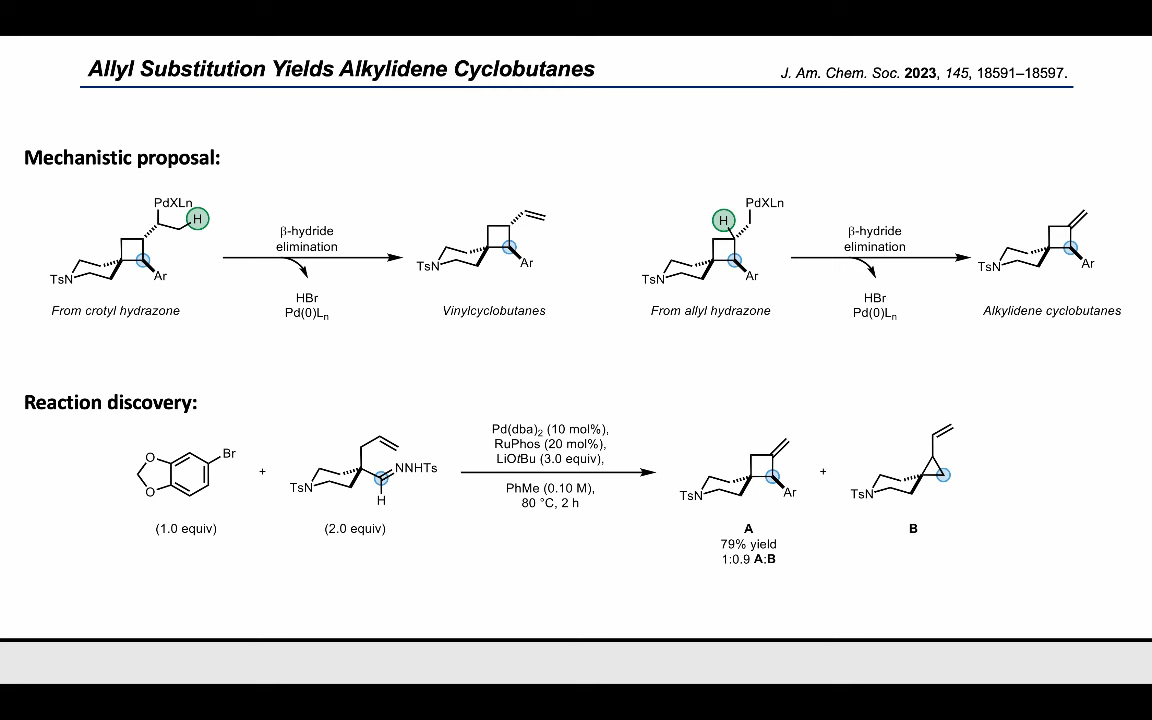 Allyl Substitution Yields Alkylidene Cyclobutanes
J. Am. Chem. Soc. 2023, 145, 18591–18597.
Mechanistic proposal:
PdXLn
H
TsN
Ar
From crotyl hydrazone
β-hydride
elimination
HBr
Pd(0)Ln
TsN
Ar
Vinylcyclobutanes
PdXLn
H
TsN
Ar
From allyl hydrazone
β-hydride
elimination
HBr
Pd(0)Ln
TsN
Ar
Alkylidene cyclobutanes
Reaction discovery:
O
O
Br
(1.0 equiv)
+
TsN
NNHTs
H
(2.0 equiv)
Pd(dba)2 (10 mol%),
RuPhos (20 mol%),
LiOtBu (3.0 equiv),
PhMe (0.10 M),
80 °C, 2 h
TsN
Ar
A
79% yield
1:0.9 A:B
+
TsN
B